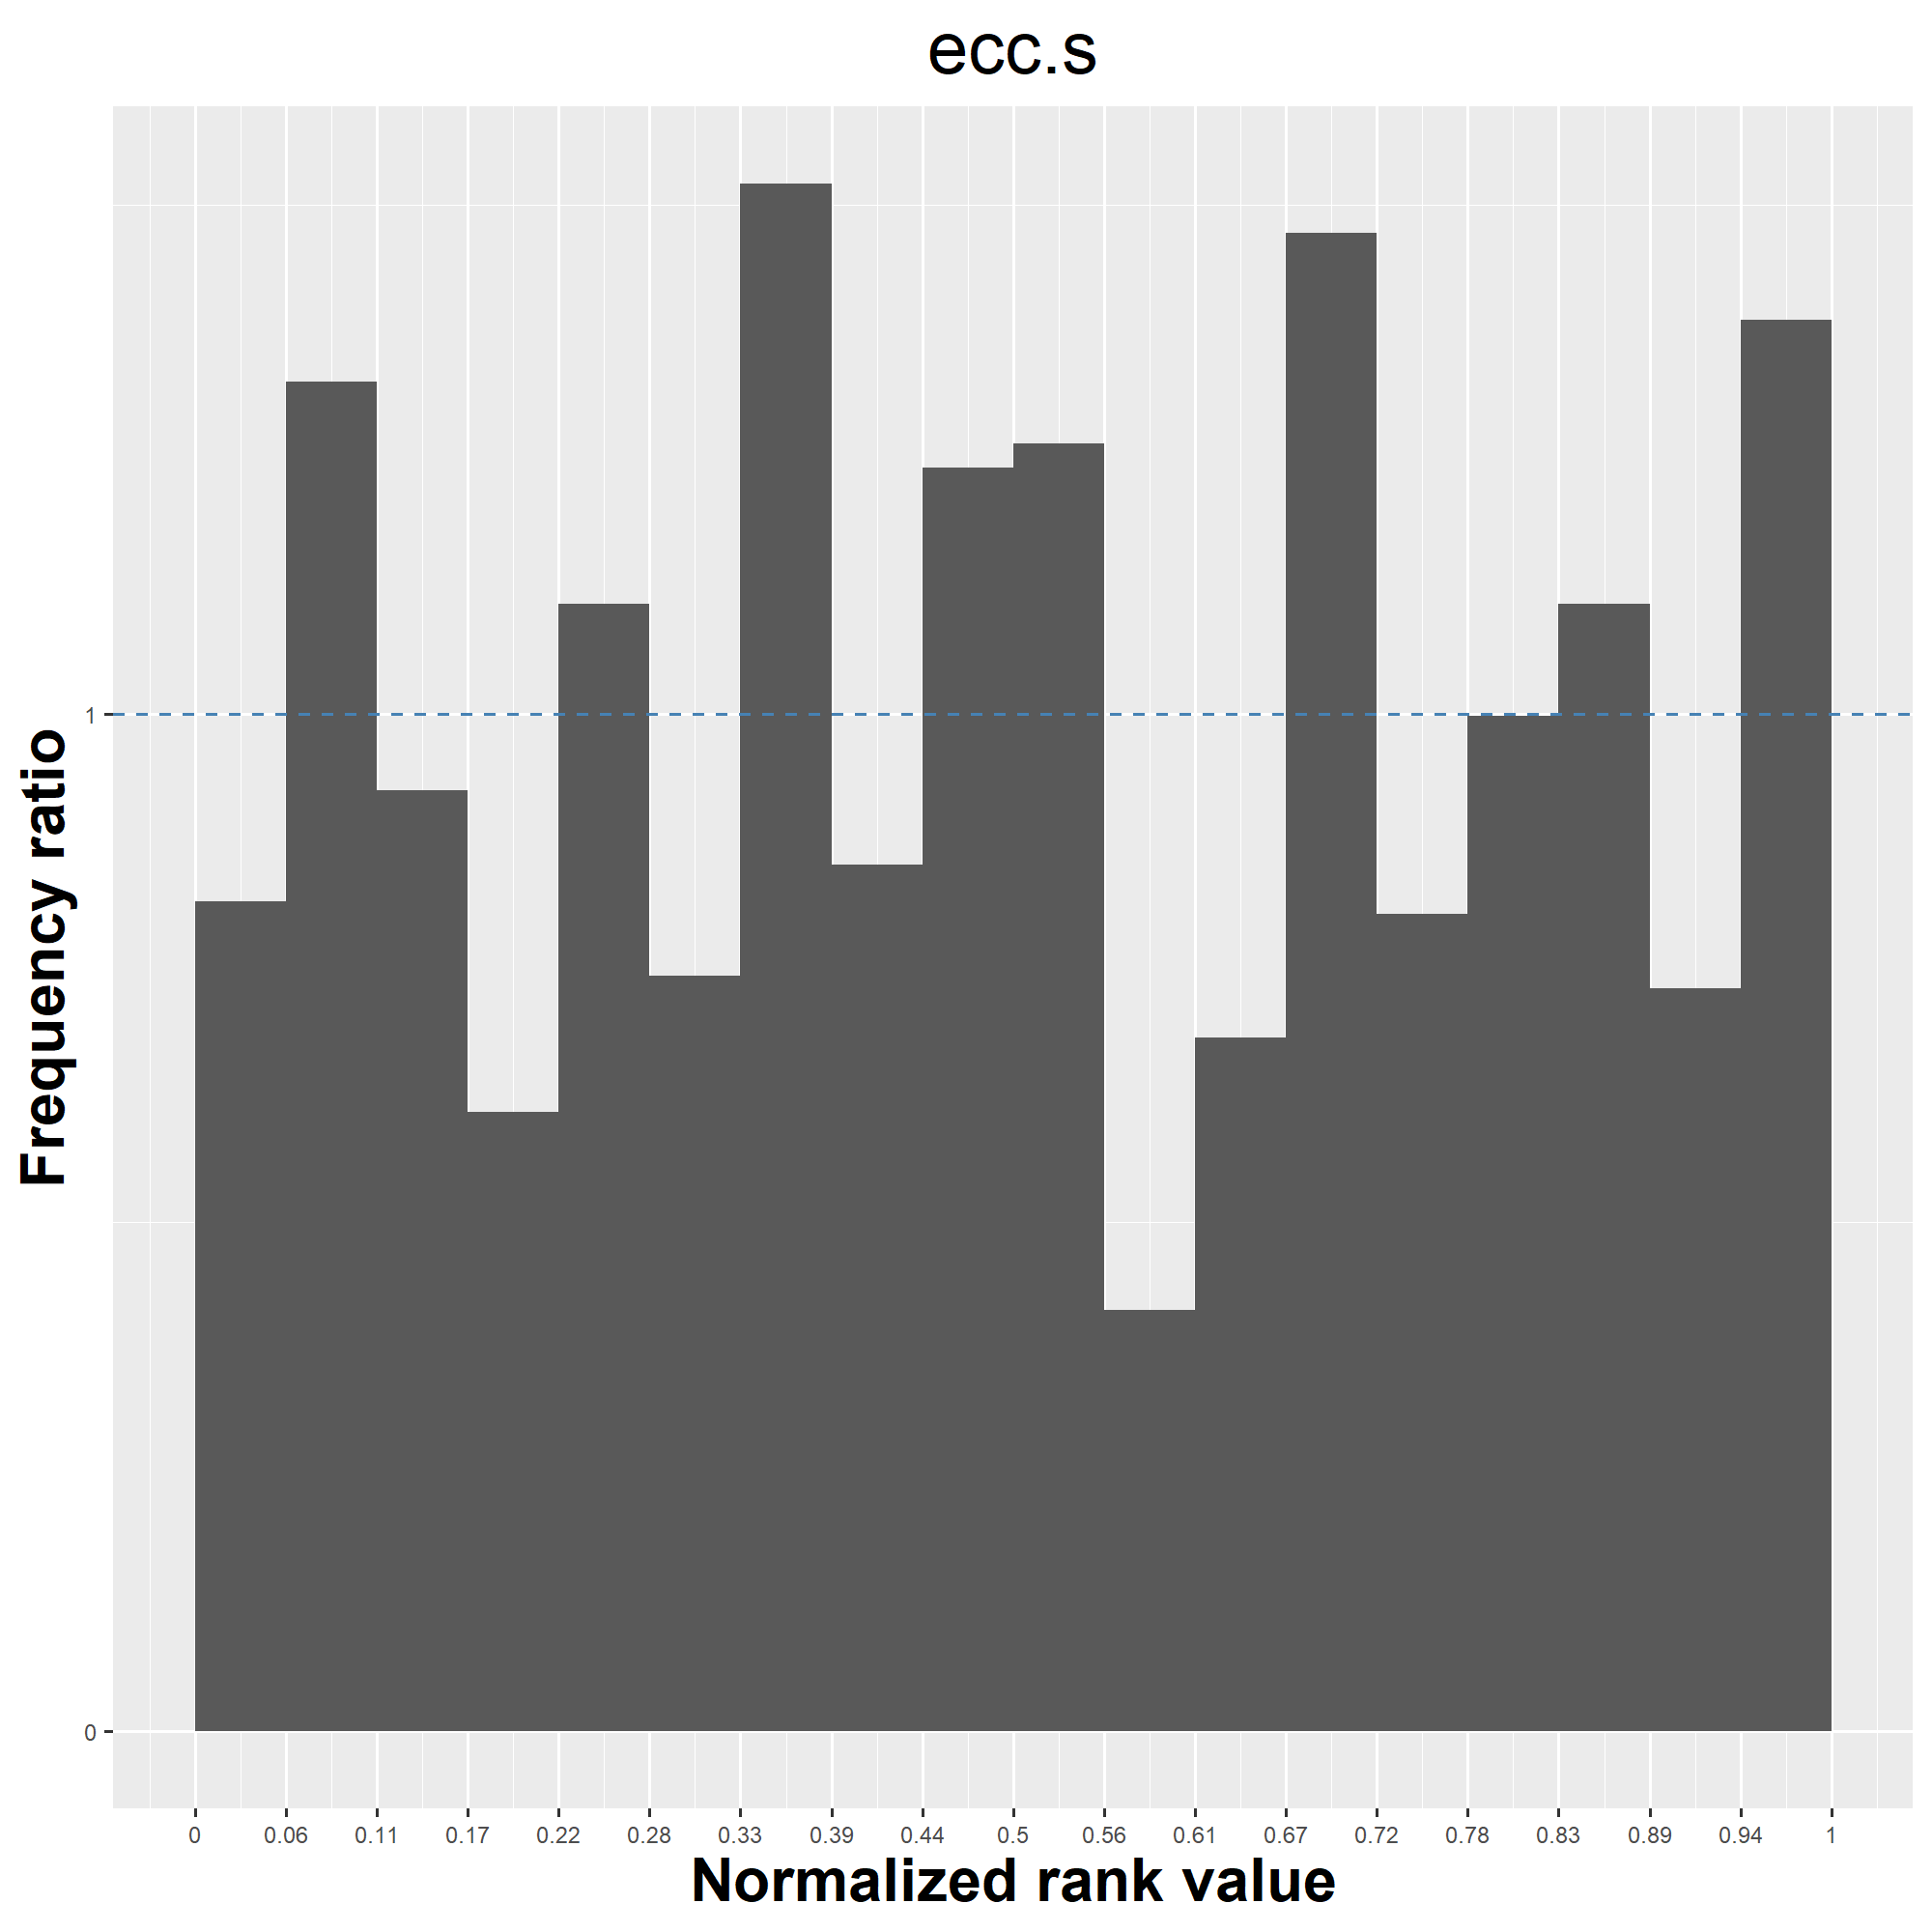 ecc.s
Frequency ratio
1
0
0 0.06 0.11 0.17 0.22 0.28 0.33 0.39 0.44 0.5 0.56 0.61 0.67 0.72 0.78 0.83 0.89 0.94 1
Normalized rank value